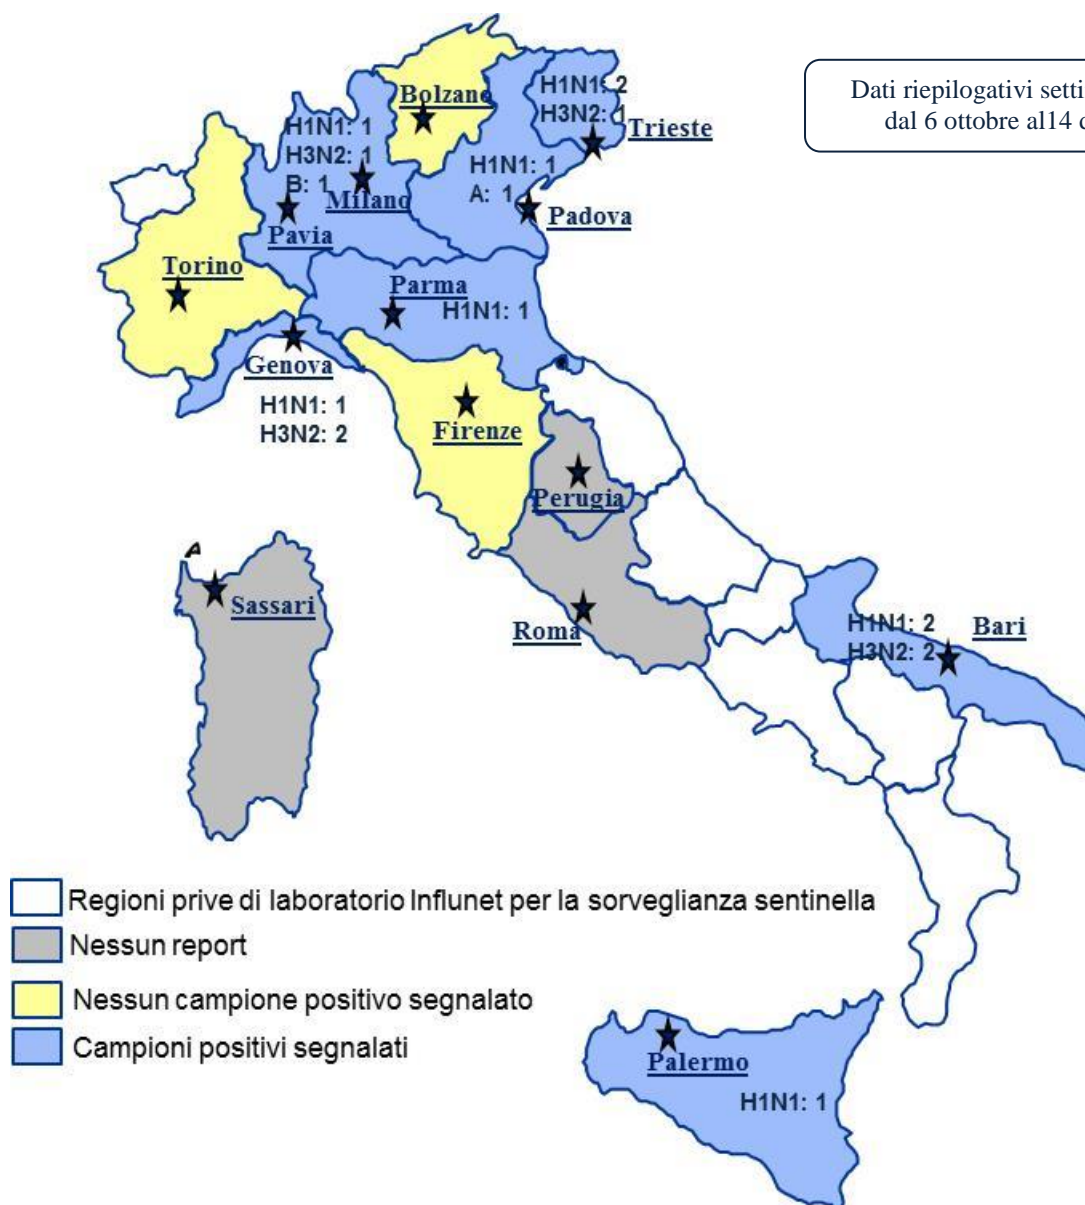 Dati riepilogativi setti
dal 6 ottobre al14 d
Bolzano
H1N1: 2
H3N2: 1
Trieste
H1N1: 1
H3N2: 1
B: 1
Milano
Pavia
H1N1: 1
A: 1
Padova
Torino
Parma
H1N1: 1
Genova
H1N1: 1
H3N2: 2
Firenze
Perugia
A
Sassari
Roma
H1N1: 2
H3N2: 2
Bari
Regioni prive di laboratorio Influnet per la sorveglianza sentinella
Nessun report
Nessun campione positivo segnalato
Campioni positivi segnalati
Palermo
H1N1: 1